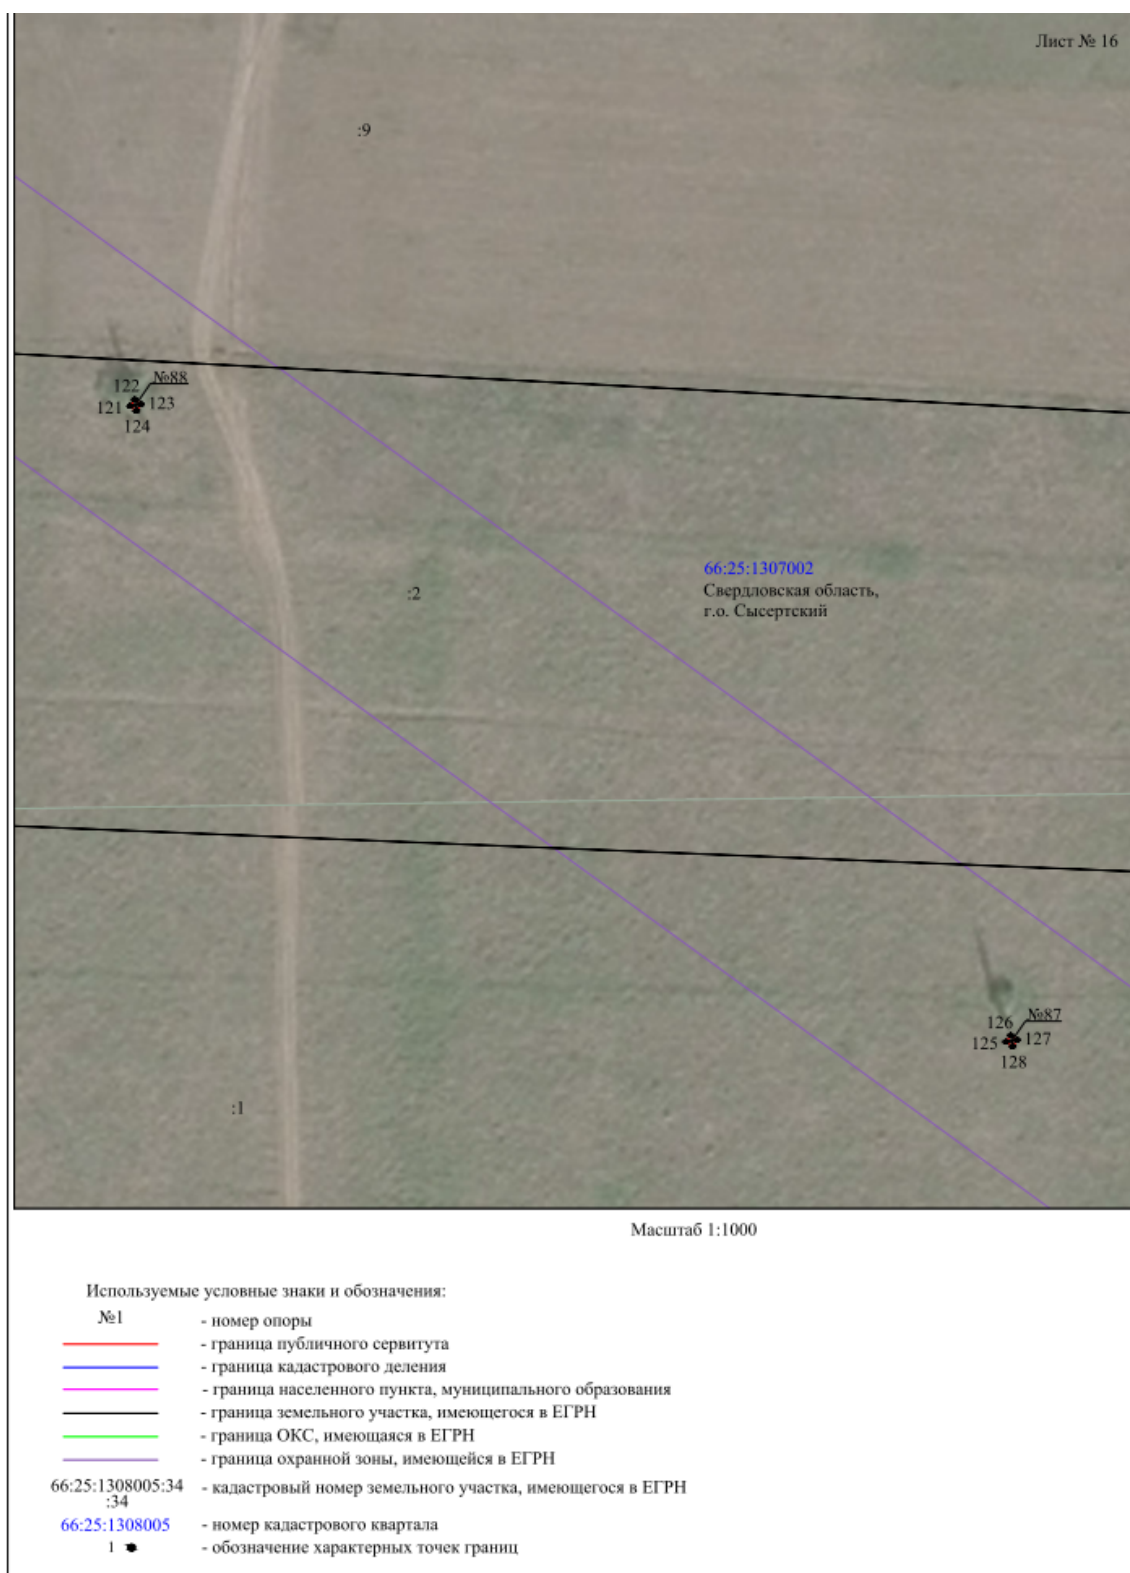 Лист № 16
:9
122 №88
121 123
124
66:25:1307002
Свердловская область,
г.о. Сысертский
:2
126 №87
125 127
128
:1
Масштаб 1:1000
Используемые условные знаки и обозначения:
№1 - номер опоры
- граница публичного сервитута
- граница кадастрового деления
- граница населенного пункта, муниципального образования
- граница земельного участка, имеющегося в ЕГРН
- граница ОКС, имеющаяся в ЕГРН
- граница охранной зоны, имеющейся в ЕГРН
66:25:1308005:34 - кадастровый номер земельного участка, имеющегося в ЕГРН
:34
66:25:1308005 - номер кадастрового квартала
1 - обозначение характерных точек границ